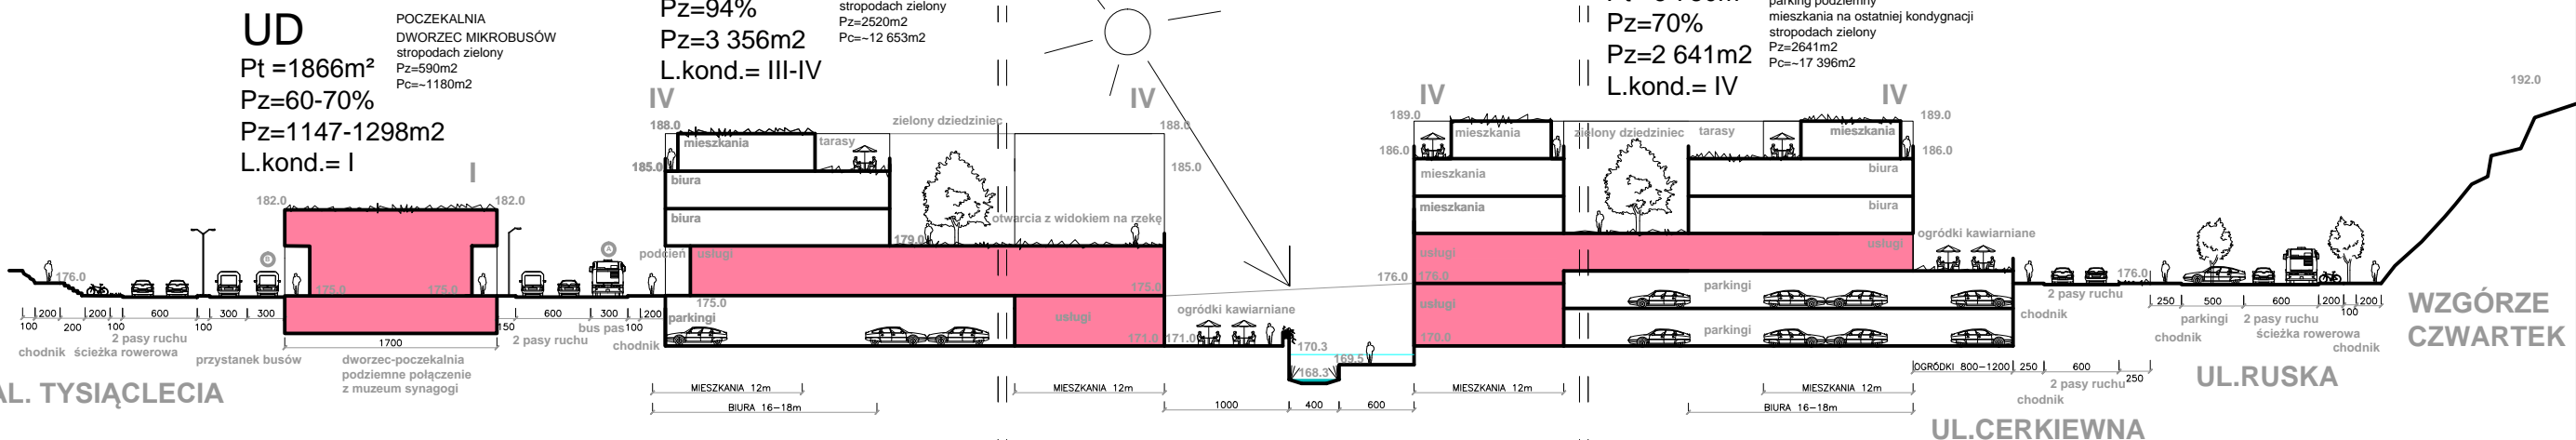 UD
Pt =1866m²
Pz=60-70%
Pz=1147-1298m2
L.kond.= I
POCZEKALNIA
DWORZEC MIKROBUSÓW
stropodach zielony
Pz=590m2
Pc=~1180m2
Pz=94%
Pz=3 356m2
L.kond.= III-IV
stropodach zielony
Pz=2520m2
Pc=~12 653m2
Pz=70%
Pz=2 641m2
L.kond.= IV
parking podziemny
mieszkania na ostatniej kondygnacji
stropodach zielony
Pz=2641m2
Pc=~17 396m2
192.0
I
IV
IV
IV
IV
182.0
182.0
188.0
188.0
185.0
185.0
189.0
189.0
186.0
186.0
mieszkania
tarasy
zielony dziedziniec
biura
biura
otwarcia z widokiem na rzekę
179.0
podcień
usługi
mieszkania
zielony dziedziniec
tarasy
mieszkania
mieszkania
biura
mieszkania
biura
usługi
usługi
ogródki kawiarniane
176.0
B
A
175.0
175.0
175.0
175.0
176.0
176.0
176.0
parkingi
usługi
171.0
171.0
ogródki kawiarniane
170.3
169.5
168.3
usługi
170.0
parkingi
parkingi
100
200
200
200
100
600
100
300
300
1700
150
600
300
100
200
chodnik
ścieżka rowerowa
2 pasy ruchu
przystanek busów
dworzec-poczekalnia
podziemne połączenie
z muzeum synagogi
2 pasy ruchu
bus pas
chodnik
AL. TYSIĄCLECIA
MIESZKANIA 12m
BIURA 16-18m
MIESZKANIA 12m
1000
400
600
MIESZKANIA 12m
MIESZKANIA 12m
BIURA 16-18m
OGRÓDKI 800-1200
250
600
250
2 pasy ruchu
chodnik
2 pasy ruchu
chodnik
250
500
600
200
100
200
parkingi
chodnik
2 pasy ruchu
ścieżka rowerowa
chodnik
UL.RUSKA
UL.CERKIEWNA
WZGÓRZE
CZWARTEK